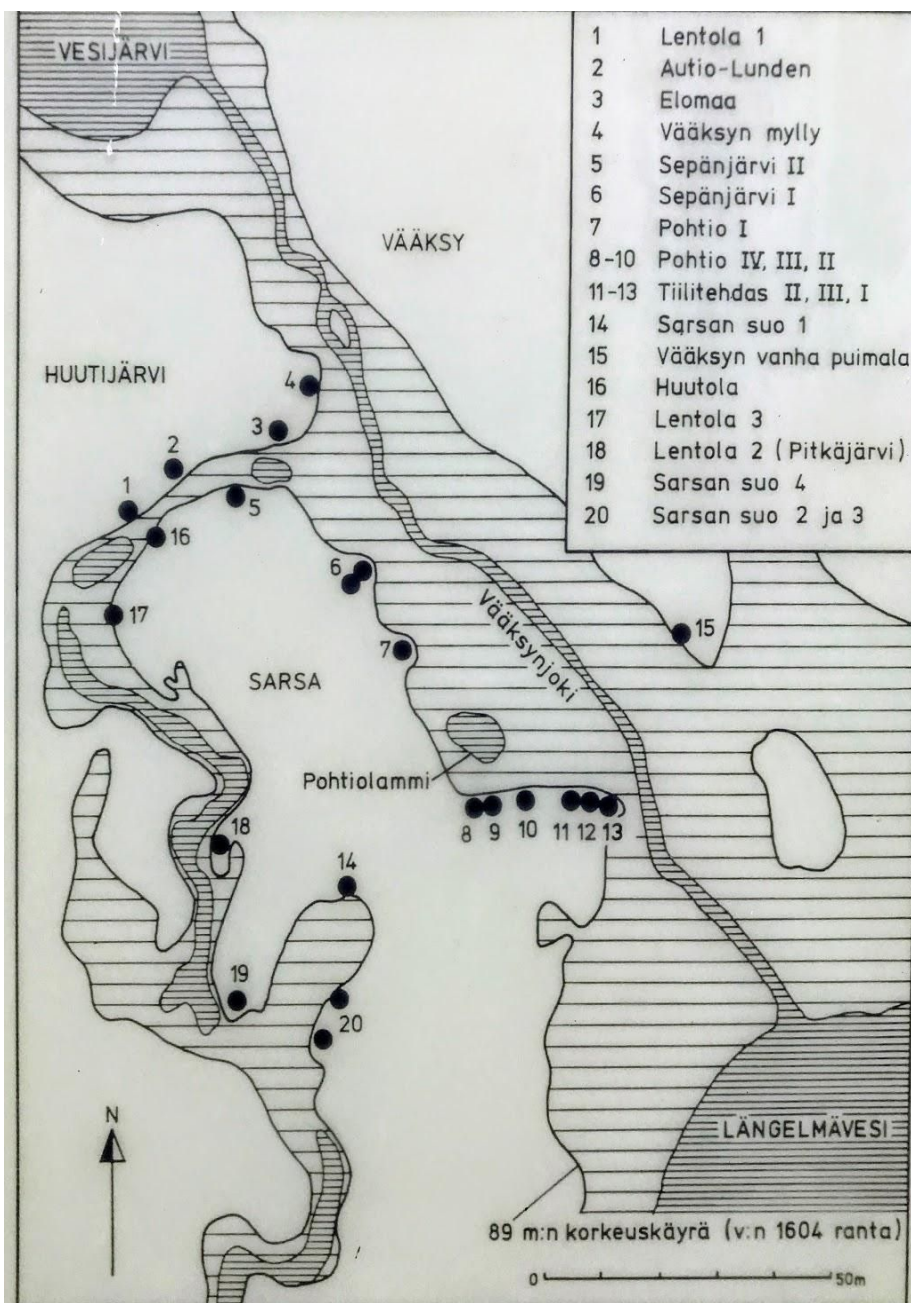 VESIJÄRVI
1 Lentola 1
2 Autio-Lunden
3 Elomaa
4 Vääksyn mylly
5 Sepänjärvi II
6 Sepänjärvi I
7 Pohtio I
8-10 Pohtio IV, III, II
11-13 Tiilitehdas II, III, I
14 Sarsan suo 1
15 Vääksyn vanha puimala
16 Huutola
17 Lentola 3
18 Lentola 2 (Pitkäjärvi)
19 Sarsan suo 4
20 Sarsan suo 2 ja 3
VÄÄKSY
HUUTIJÄRVI
4
3
2
1
5
16
6
17
15
7
Vääksynjoki
SARSA
Pohtiolammi
8 9 10 11 12 13
18
14
19
20
N
LÄNGELMÄVESI
89 m:n korkeuskäyrä (v:n 1604 ranta)
0 50m